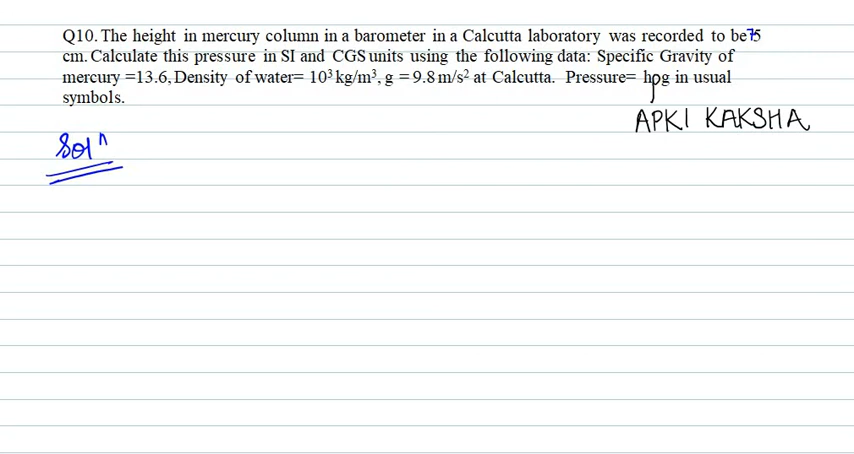 Q10. The height in mercury column in a barometer in a Calcutta laboratory was recorded to be 75
cm. Calculate this pressure in SI and CGS units using the following data: Specific Gravity of
mercury =13.6, Density of water= 10³ kg/m³, g = 9.8 m/s² at Calcutta. Pressure= hρg in usual
symbols.
APKI KAKSHA
Solⁿ